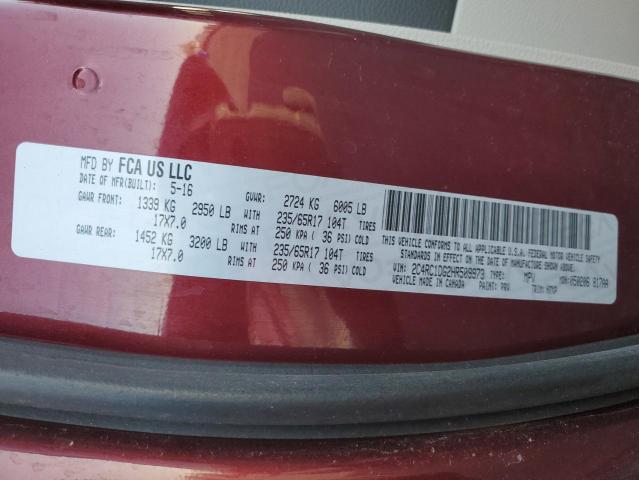 MFD BY FCA US LLC
DATE OF MFR(BUILT): 5-16 GVWR: 2724 KG 6005 LB
GAWR FRONT: 1339 KG 2950 LB WITH 235/65R17 104T TIRES
17X7.0 RIMS AT 250 KPA ( 36 PSI) COLD
GAWR REAR: 1452 KG 3200 LB WITH 235/65R17 104T TIRES
17X7.0 RIMS AT 250 KPA ( 36 PSI) COLD
THIS VEHICLE CONFORMS TO ALL APPLICABLE U.S.A. FEDERAL MOTOR VEHICLE SAFETY
STANDARDS IN EFFECT ON THE DATE OF MANUFACTURE SHOWN ABOVE.
VIN: 2C4RC1DG2HR509973 TYPE: MPV MDH: 050206 817AA
VEHICLE MADE IN CANADA PAINT: PRV TRIM: